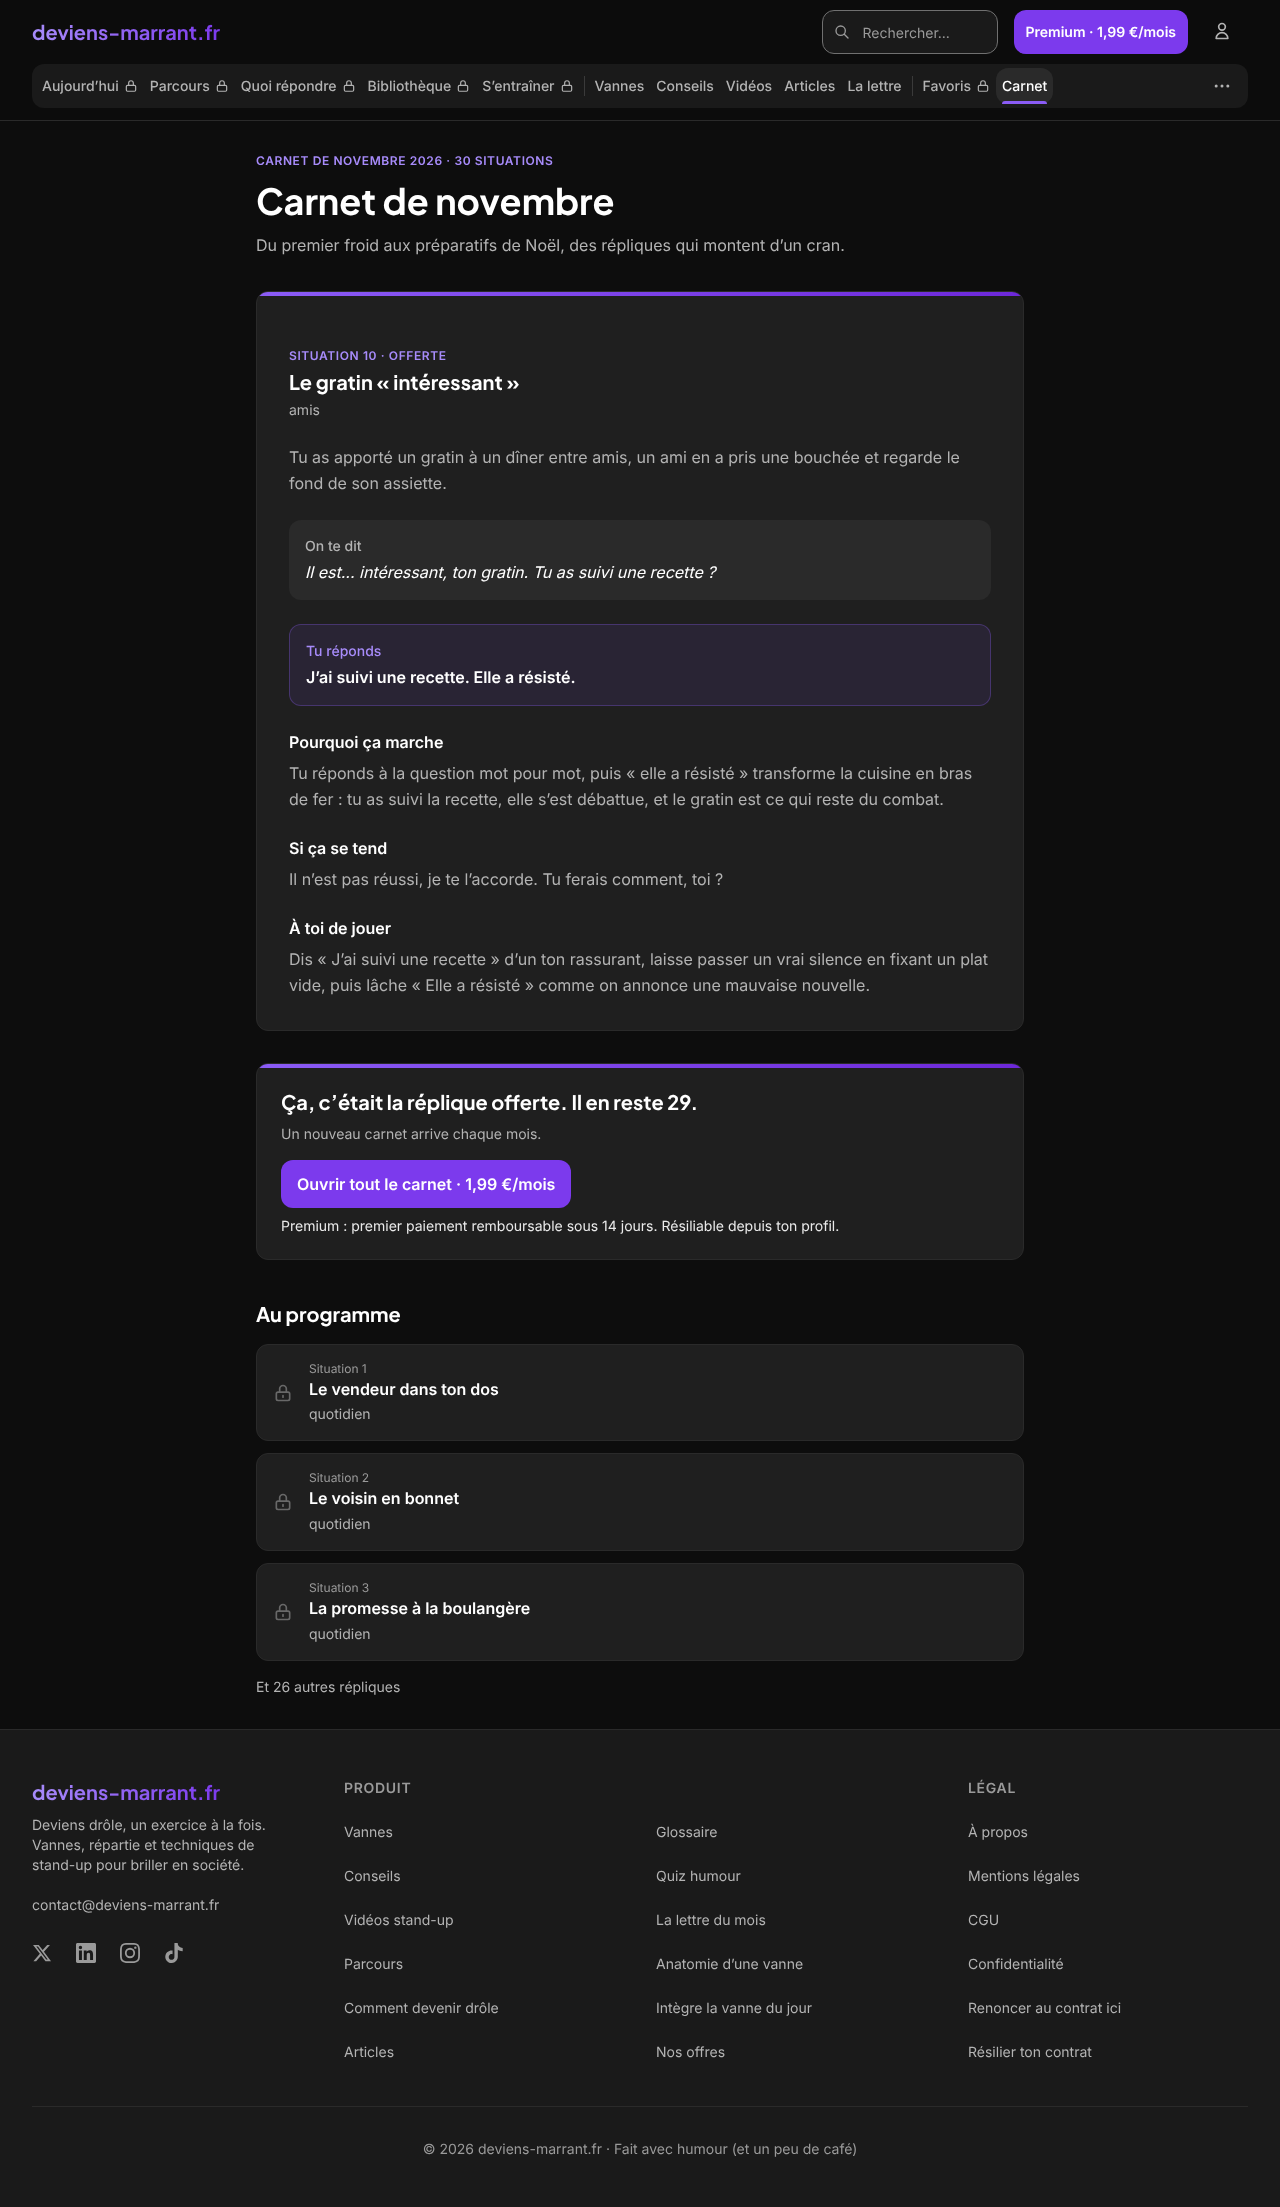 deviens-marrant.fr
Rechercher...
Premium · 1,99 €/mois
Aujourd’hui
Parcours
Quoi répondre
Bibliothèque
S’entraîner
Vannes
Conseils
Vidéos
Articles
La lettre
Favoris
Carnet
CARNET DE NOVEMBRE 2026 · 30 SITUATIONS
Carnet de novembre
Du premier froid aux préparatifs de Noël, des répliques qui montent d’un cran.
SITUATION 10 · OFFERTE
Le gratin « intéressant »
amis
Tu as apporté un gratin à un dîner entre amis, un ami en a pris une bouchée et regarde le
fond de son assiette.
On te dit
Il est… intéressant, ton gratin. Tu as suivi une recette ?
Tu réponds
J’ai suivi une recette. Elle a résisté.
Pourquoi ça marche
Tu réponds à la question mot pour mot, puis « elle a résisté » transforme la cuisine en bras
de fer : tu as suivi la recette, elle s’est débattue, et le gratin est ce qui reste du combat.
Si ça se tend
Il n’est pas réussi, je te l’accorde. Tu ferais comment, toi ?
À toi de jouer
Dis « J’ai suivi une recette » d’un ton rassurant, laisse passer un vrai silence en fixant un plat
vide, puis lâche « Elle a résisté » comme on annonce une mauvaise nouvelle.
Ça, c’était la réplique offerte. Il en reste 29.
Un nouveau carnet arrive chaque mois.
Ouvrir tout le carnet · 1,99 €/mois
Premium : premier paiement remboursable sous 14 jours. Résiliable depuis ton profil.
Au programme
Situation 1
Le vendeur dans ton dos
quotidien
Situation 2
Le voisin en bonnet
quotidien
Situation 3
La promesse à la boulangère
quotidien
Et 26 autres répliques
deviens-marrant.fr
Deviens drôle, un exercice à la fois.
Vannes, répartie et techniques de
stand-up pour briller en société.
contact@deviens-marrant.fr
PRODUIT
Vannes
Conseils
Vidéos stand-up
Parcours
Comment devenir drôle
Articles
Glossaire
Quiz humour
La lettre du mois
Anatomie d’une vanne
Intègre la vanne du jour
Nos offres
LÉGAL
À propos
Mentions légales
CGU
Confidentialité
Renoncer au contrat ici
Résilier ton contrat
© 2026 deviens-marrant.fr · Fait avec humour (et un peu de café)